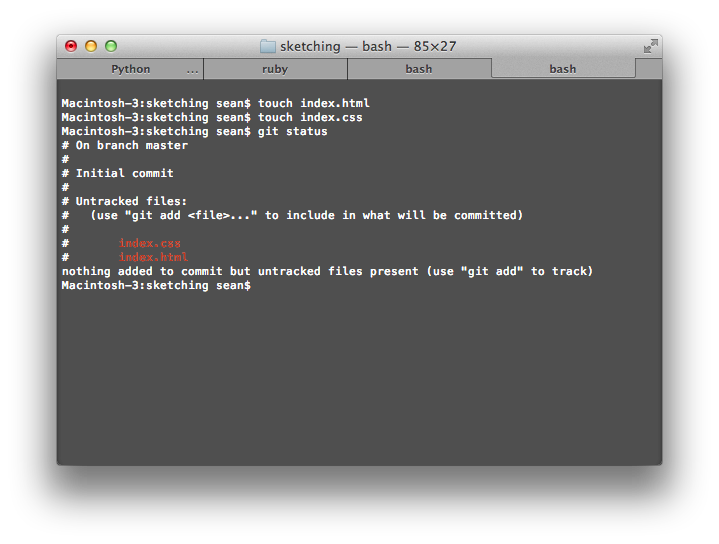 sketching — bash — 85×27
Python ... ruby bash bash
Macintosh-3:sketching sean$ touch index.html
Macintosh-3:sketching sean$ touch index.css
Macintosh-3:sketching sean$ git status
# On branch master
#
# Initial commit
#
# Untracked files:
#   (use "git add <file>..." to include in what will be committed)
#
#       index.css
#       index.html
nothing added to commit but untracked files present (use "git add" to track)
Macintosh-3:sketching sean$